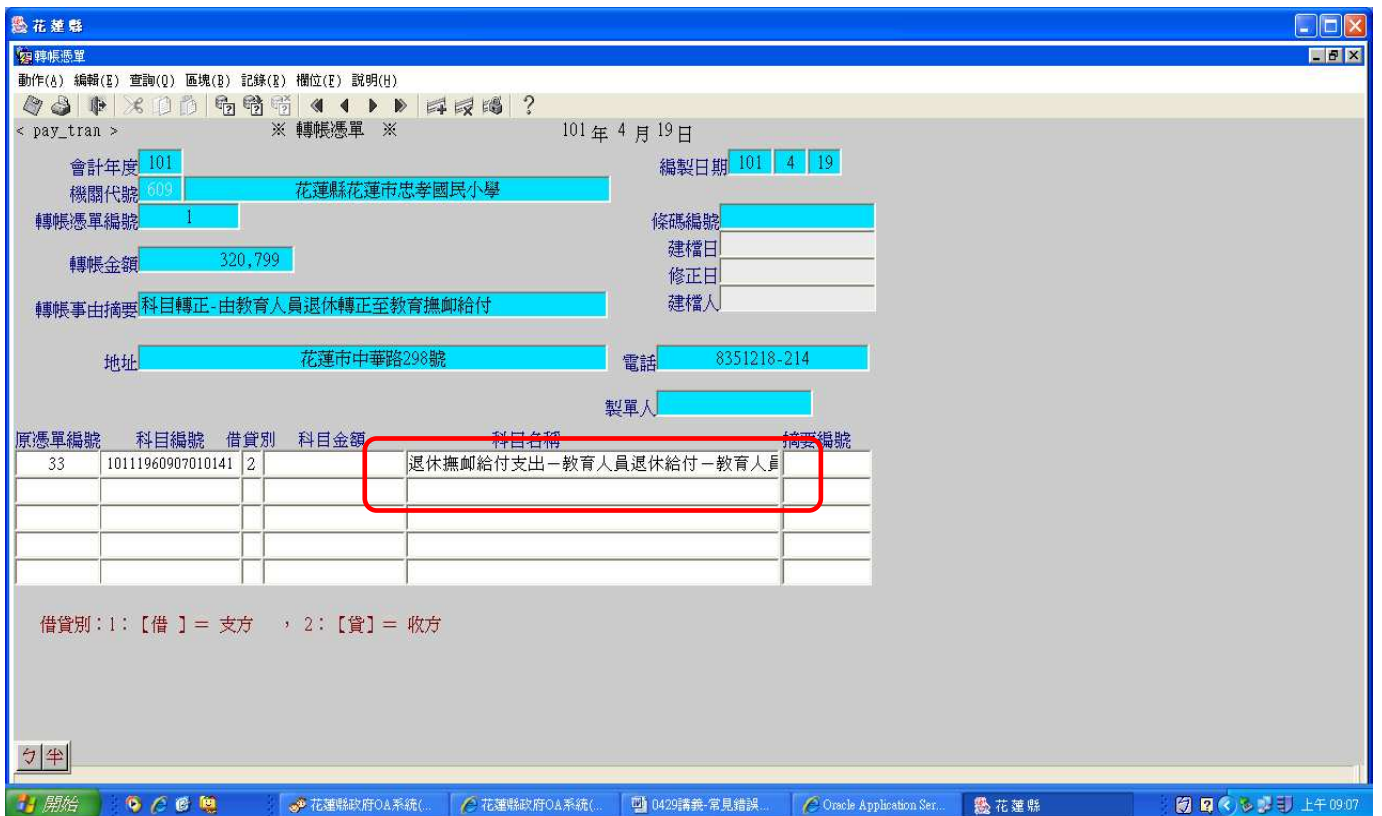 花蓮縣
轉帳憑單
動作(A) 編輯(E) 查詢(Q) 區塊(B) 記錄(R) 欄位(F) 說明(H)
< pay_tran > ※ 轉帳憑單 ※ 101 年 4 月 19 日
會計年度 101 編製日期 101 4 19
機關代號 609 花蓮縣花蓮市忠孝國民小學
轉帳憑單編號 1 條碼編號
建檔日
轉帳金額 320,799
修正日
轉帳事由摘要 科目轉正-由教育人員退休轉正至教育撫卹給付 建檔人
地址 花蓮市中華路298號 電話 8351218-214
製單人
原憑單編號 科目編號 借貸別 科目金額 科目名稱 摘要編號
33 10111960907010141 2 退休撫卹給付支出－教育人員退休給付－教育人員
借貸別：1：【借 】＝ 支方 ，2：【貸】＝ 收方
ㄅ 半
開始 花蓮縣政府OA系統(... 花蓮縣政府OA系統(... 0429講義-常見錯誤... Oracle Application Ser... 花蓮縣 上午 09:07